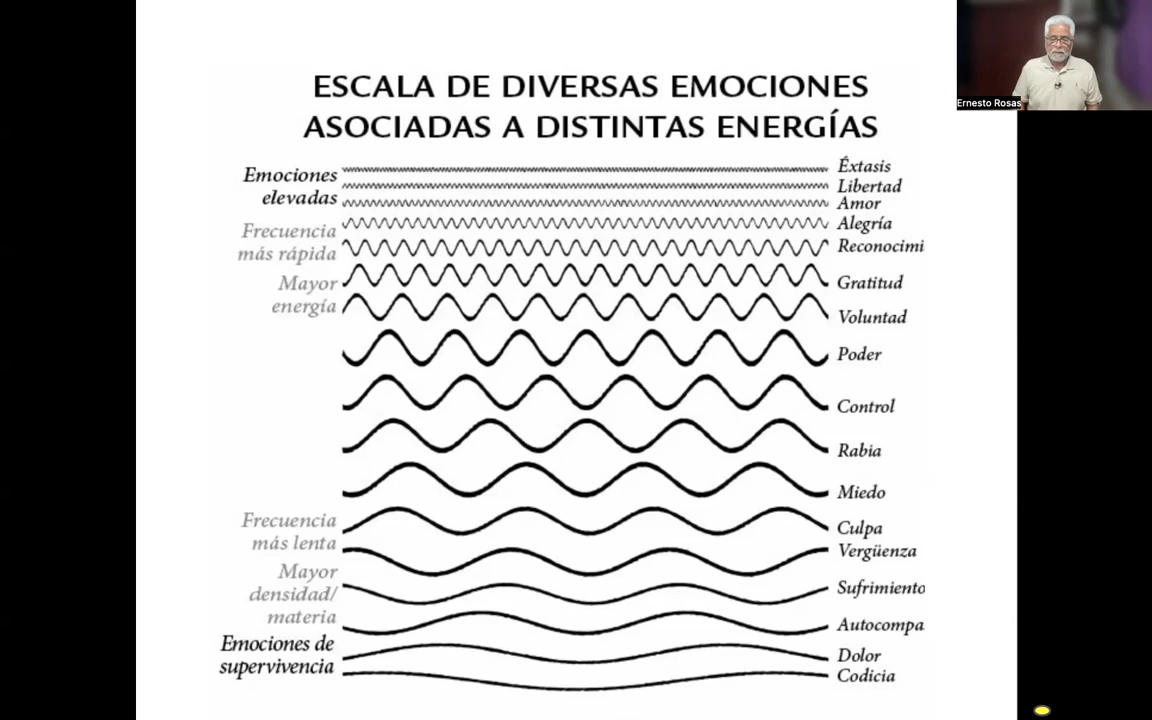 ESCALA DE DIVERSAS EMOCIONES
ASOCIADAS A DISTINTAS ENERGÍAS
Emociones
elevadas
Frecuencia
más rápida
Mayor
energía
Frecuencia
más lenta
Mayor
densidad/
materia
Emociones de
supervivencia
Éxtasis
Libertad
Amor
Alegría
Reconocimi
Gratitud
Voluntad
Poder
Control
Rabia
Miedo
Culpa
Vergüenza
Sufrimiento
Autocompa
Dolor
Codicia
Ernesto Rosas